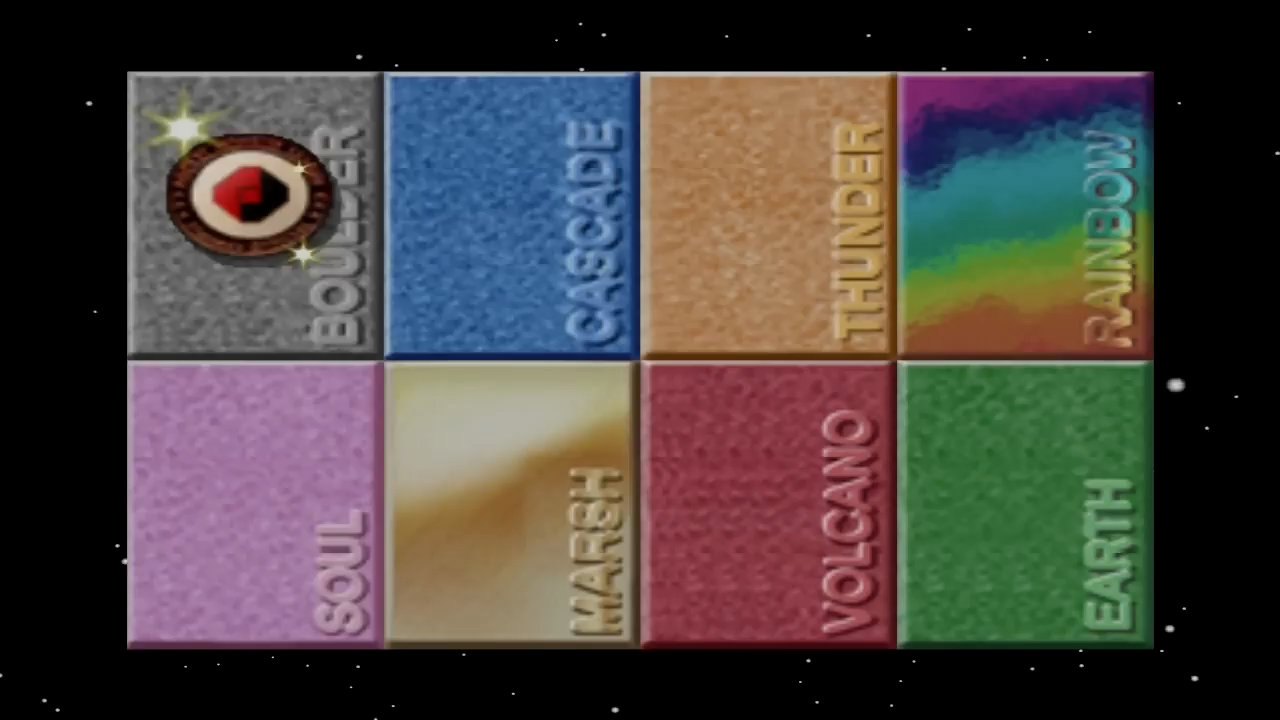 BOULDER
CASCADE
THUNDER
RAINBOW
SOUL
MARSH
VOLCANO
EARTH